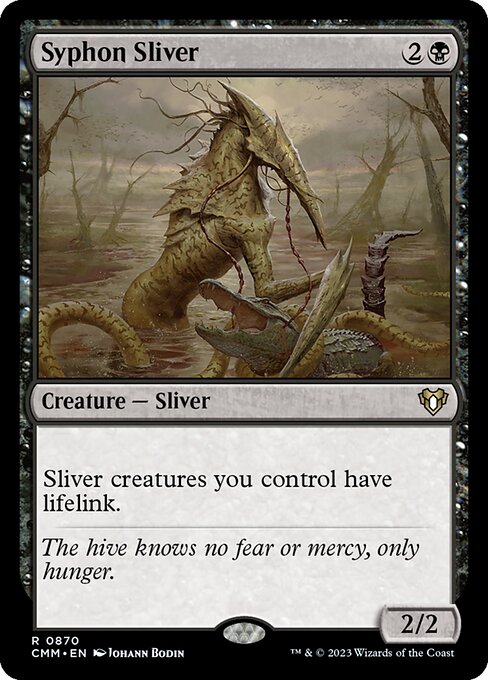 Syphon Sliver 2
Creature — Sliver
Sliver creatures you control have
lifelink.
The hive knows no fear or mercy, only
hunger.
2/2
R 0870
CMM • EN Johann Bodin
™ & © 2023 Wizards of the Coast